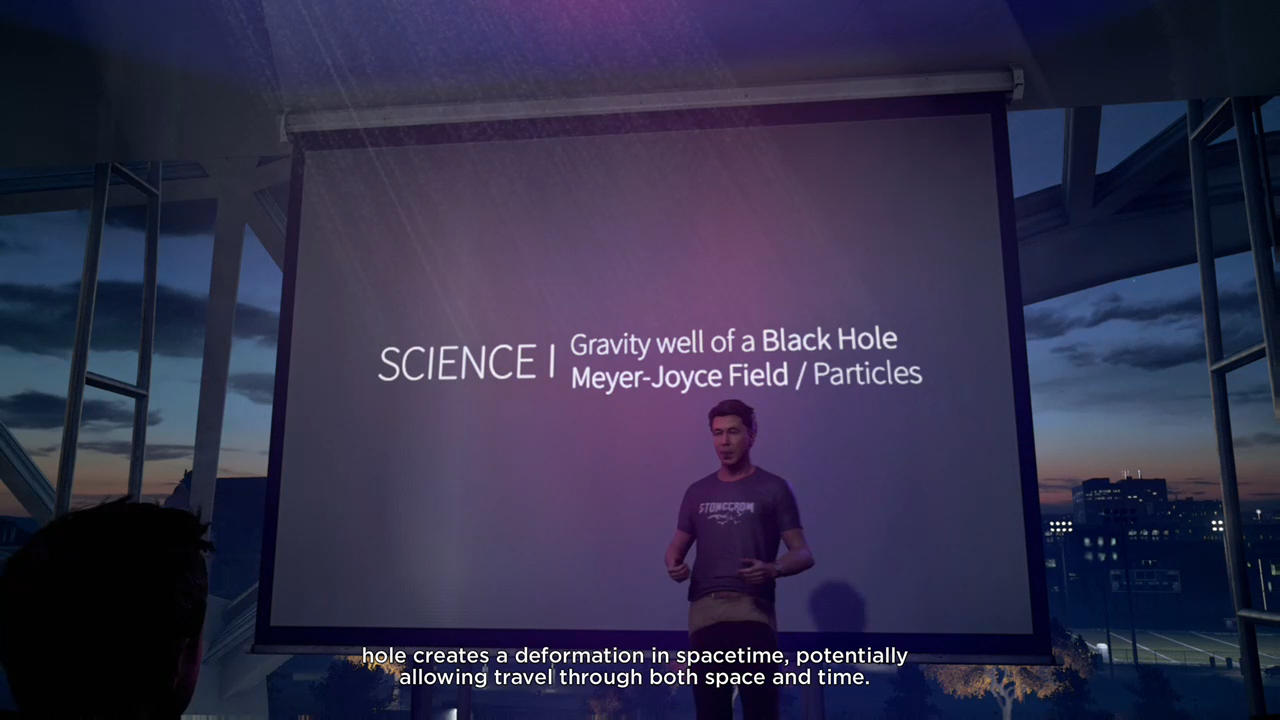 SCIENCE |
Gravity well of a Black Hole
Meyer-Joyce Field / Particles
STONECROW
hole creates a deformation in spacetime, potentially
allowing travel through both space and time.